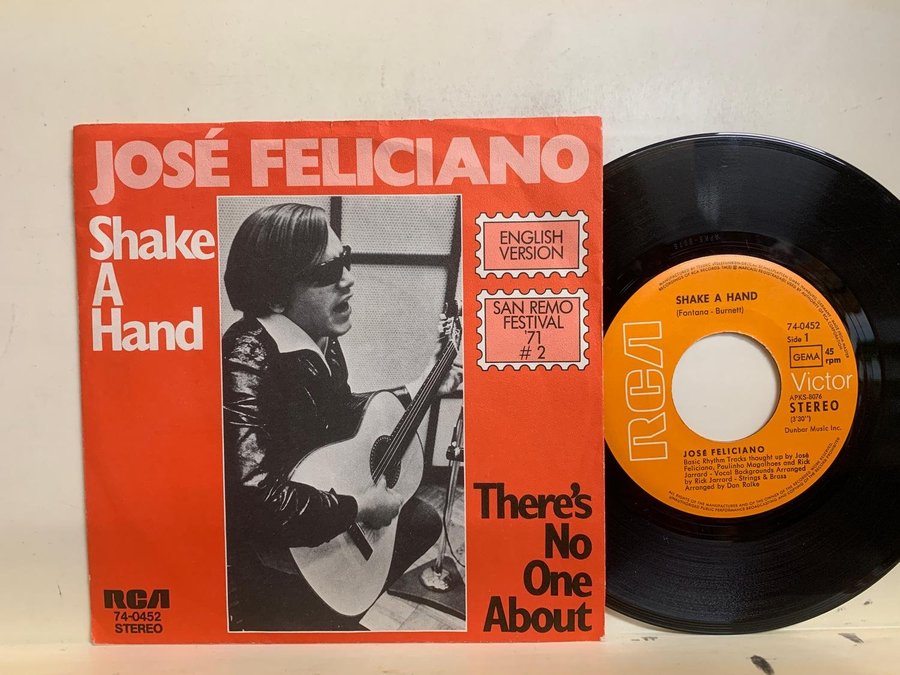 JOSÉ FELICIANO
Shake
A
Hand
ENGLISH
VERSION
SAN REMO
FESTIVAL
'71
# 2
There's
No
One
About
RCA
74-0452
STEREO
SHAKE A HAND
(Fontana - Burnett)
74-0452
Side 1
GEMA
45
rpm
RCA
Victor
APKS-8076
STEREO
(3'30")
Dunbar Music Inc.
JOSÉ FELICIANO
Basic Rhythm Tracks thought up by José
Feliciano, Paulinho Magalhoes and Rick
Jarrard - Vocal Backgrounds Arranged
by Rick Jarrard - Strings & Brass
Arranged by Don Ralke